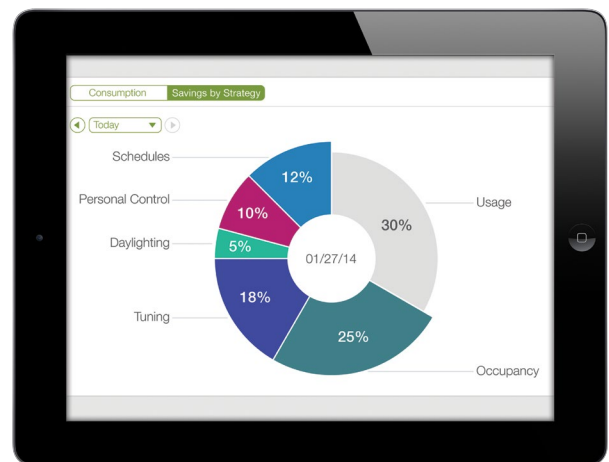 Consumption
Savings by Strategy
Today
Schedules
12%
Personal Control
10%
Usage
30%
Daylighting
5%
01/27/14
18%
Tuning
25%
Occupancy